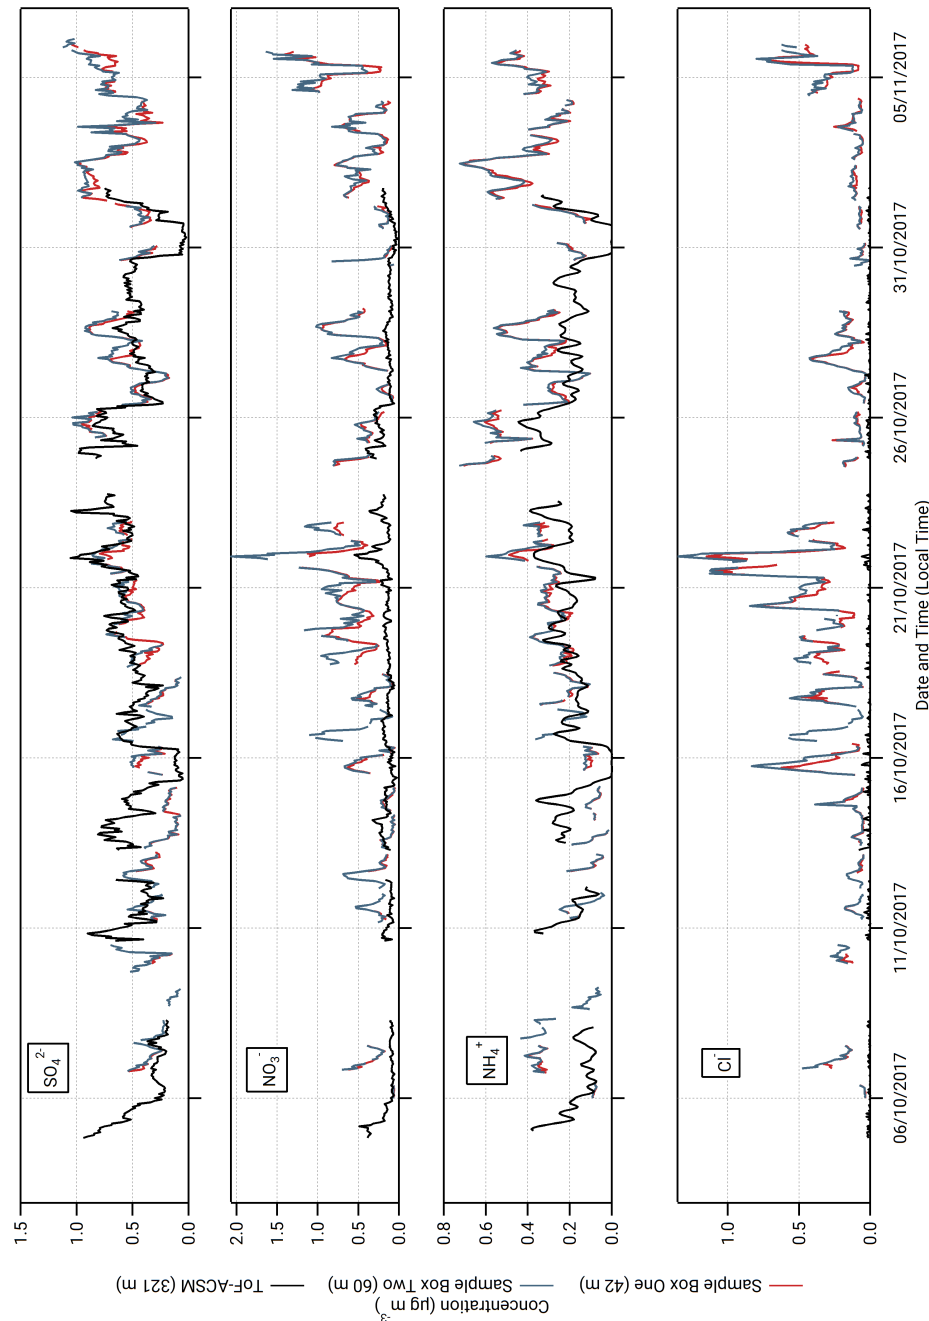 ToF-ACSM (321 m)
Sample Box Two (60 m)
Sample Box One (42 m)
Concentration (µg m⁻³)
SO₄²⁻
1.5
1.0
0.5
0.0
NO₃⁻
2.0
1.5
1.0
0.5
0.0
NH₄⁺
0.8
0.6
0.4
0.2
0.0
Cl⁻
1.0
0.5
0.0
06/10/2017
11/10/2017
16/10/2017
21/10/2017
26/10/2017
31/10/2017
05/11/2017
Date and Time (Local Time)